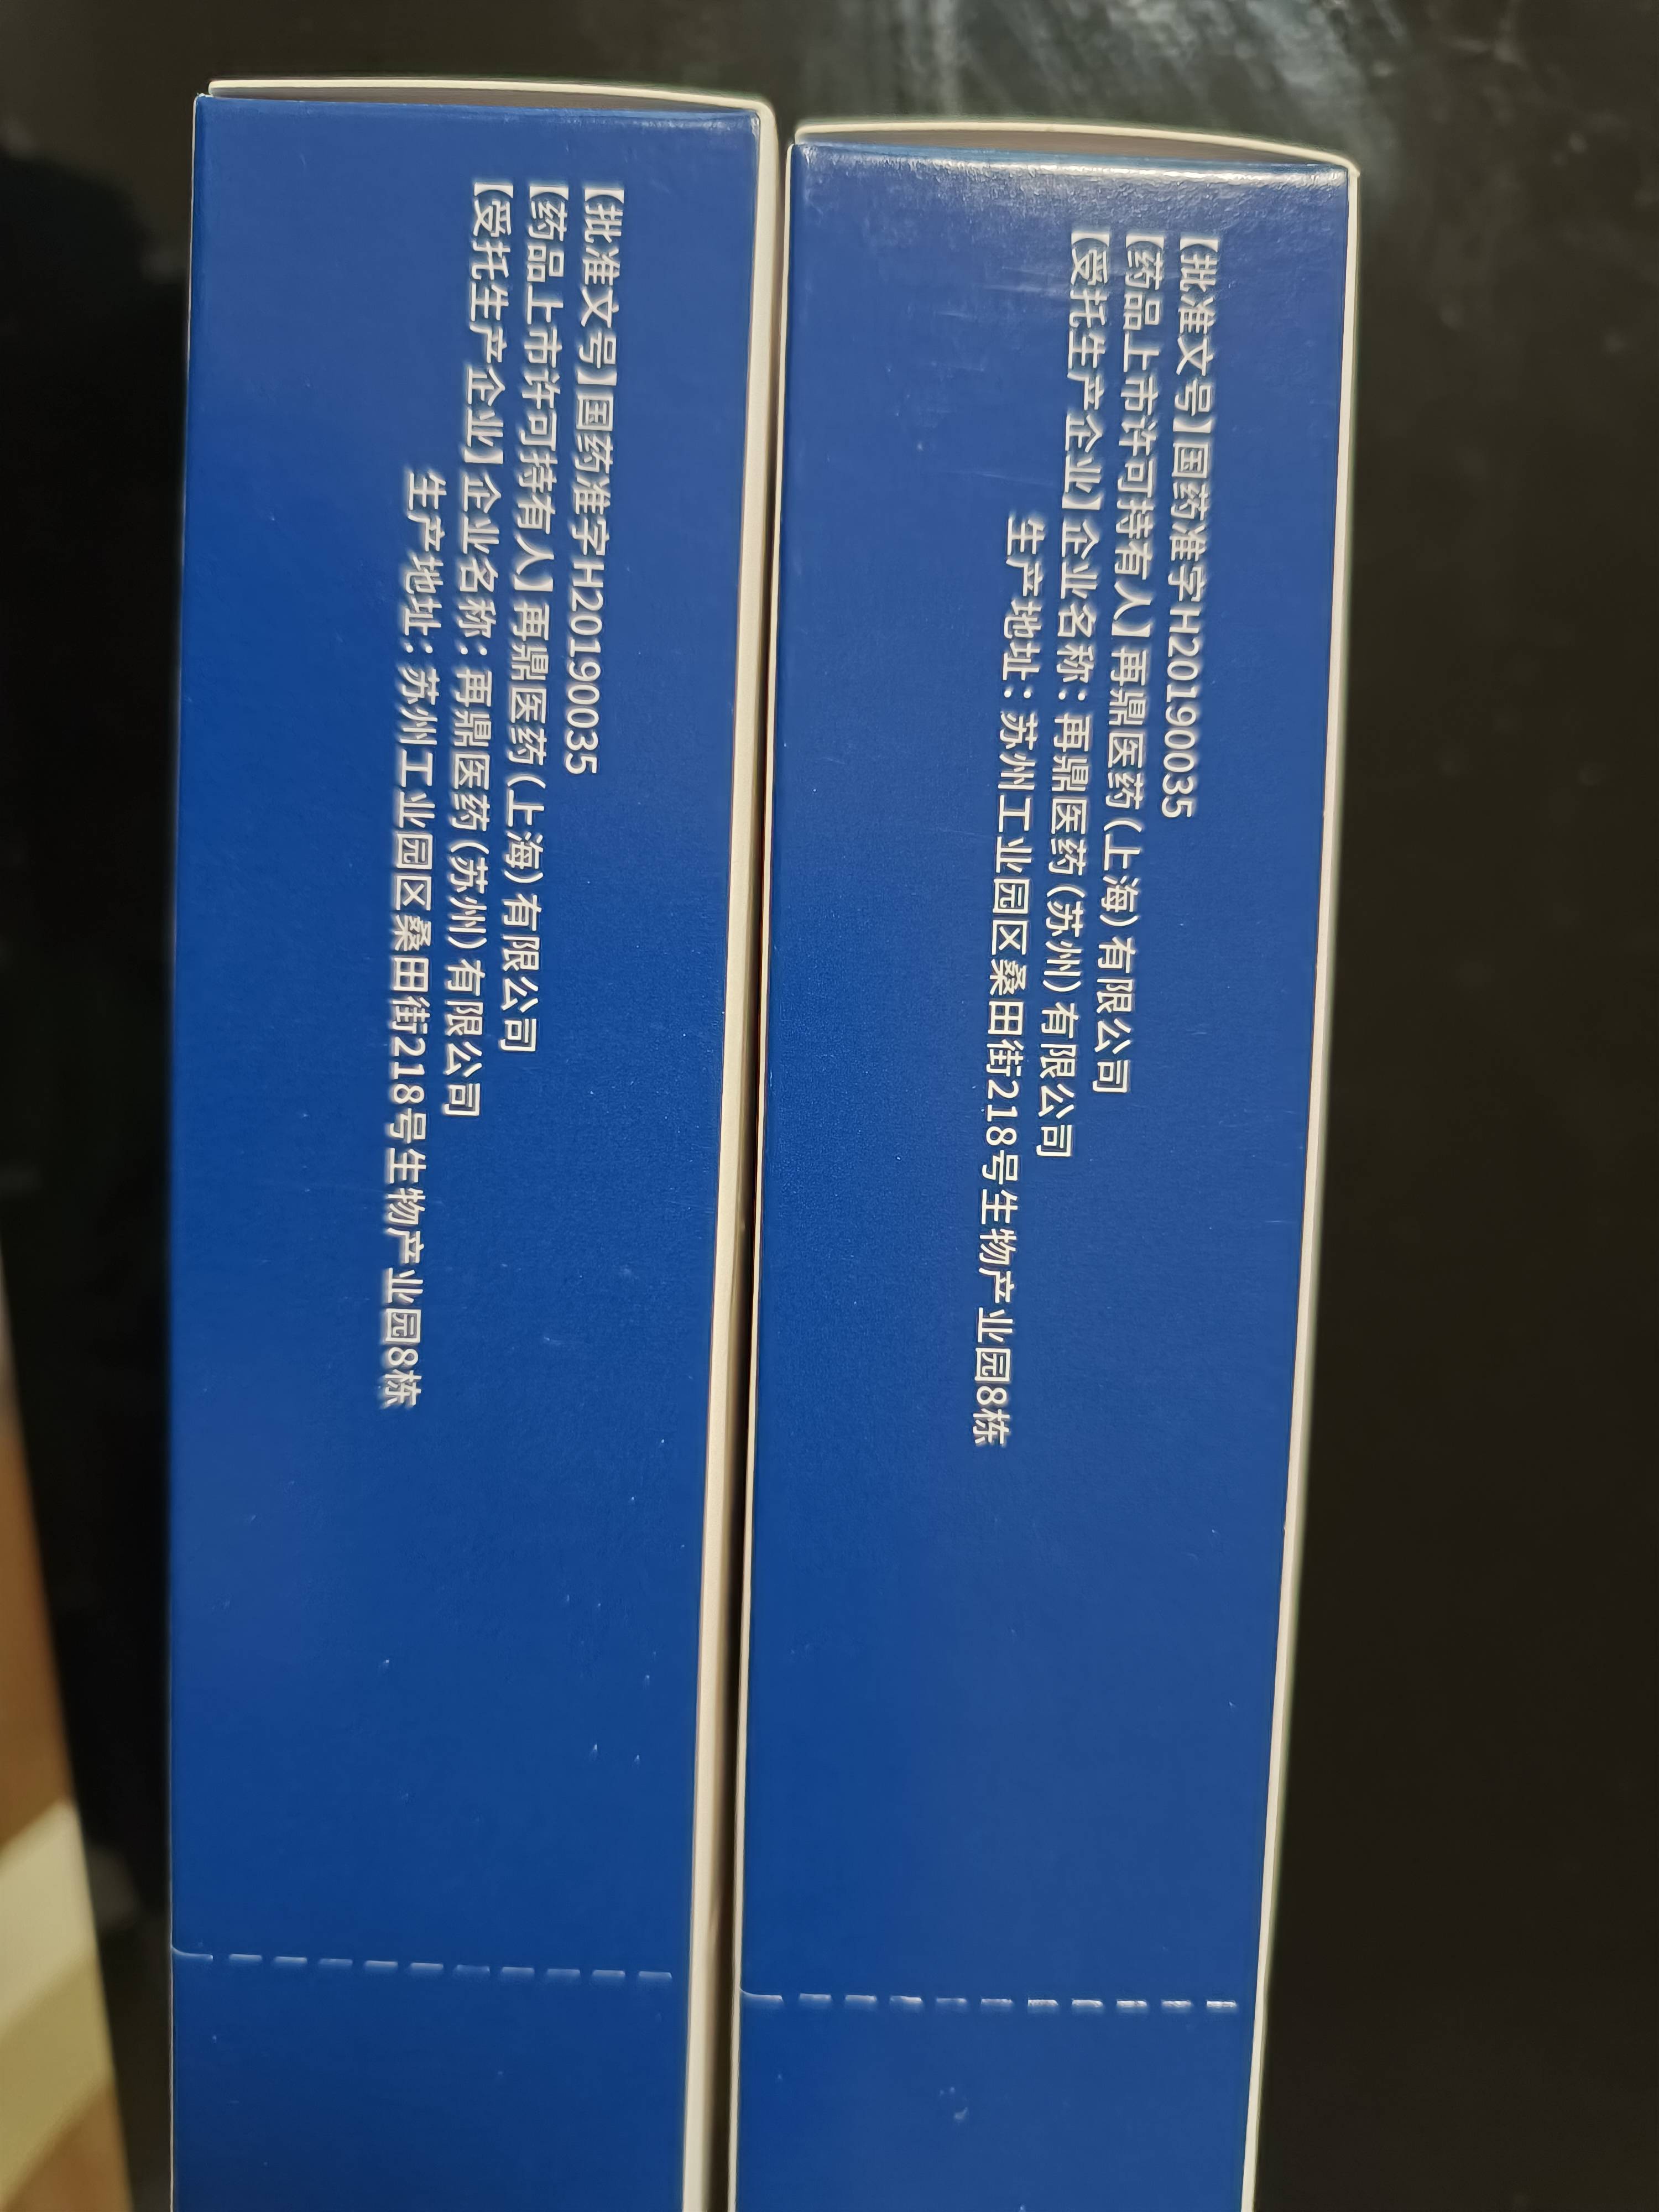 【批准文号】国药准字H20190035
【药品上市许可持有人】再鼎医药(上海)有限公司
【受托生产企业】企业名称：再鼎医药(苏州)有限公司
生产地址：苏州工业园区桑田街218号生物产业园8栋
【批准文号】国药准字H20190035
【药品上市许可持有人】再鼎医药(上海)有限公司
【受托生产企业】企业名称：再鼎医药(苏州)有限公司
生产地址：苏州工业园区桑田街218号生物产业园8栋